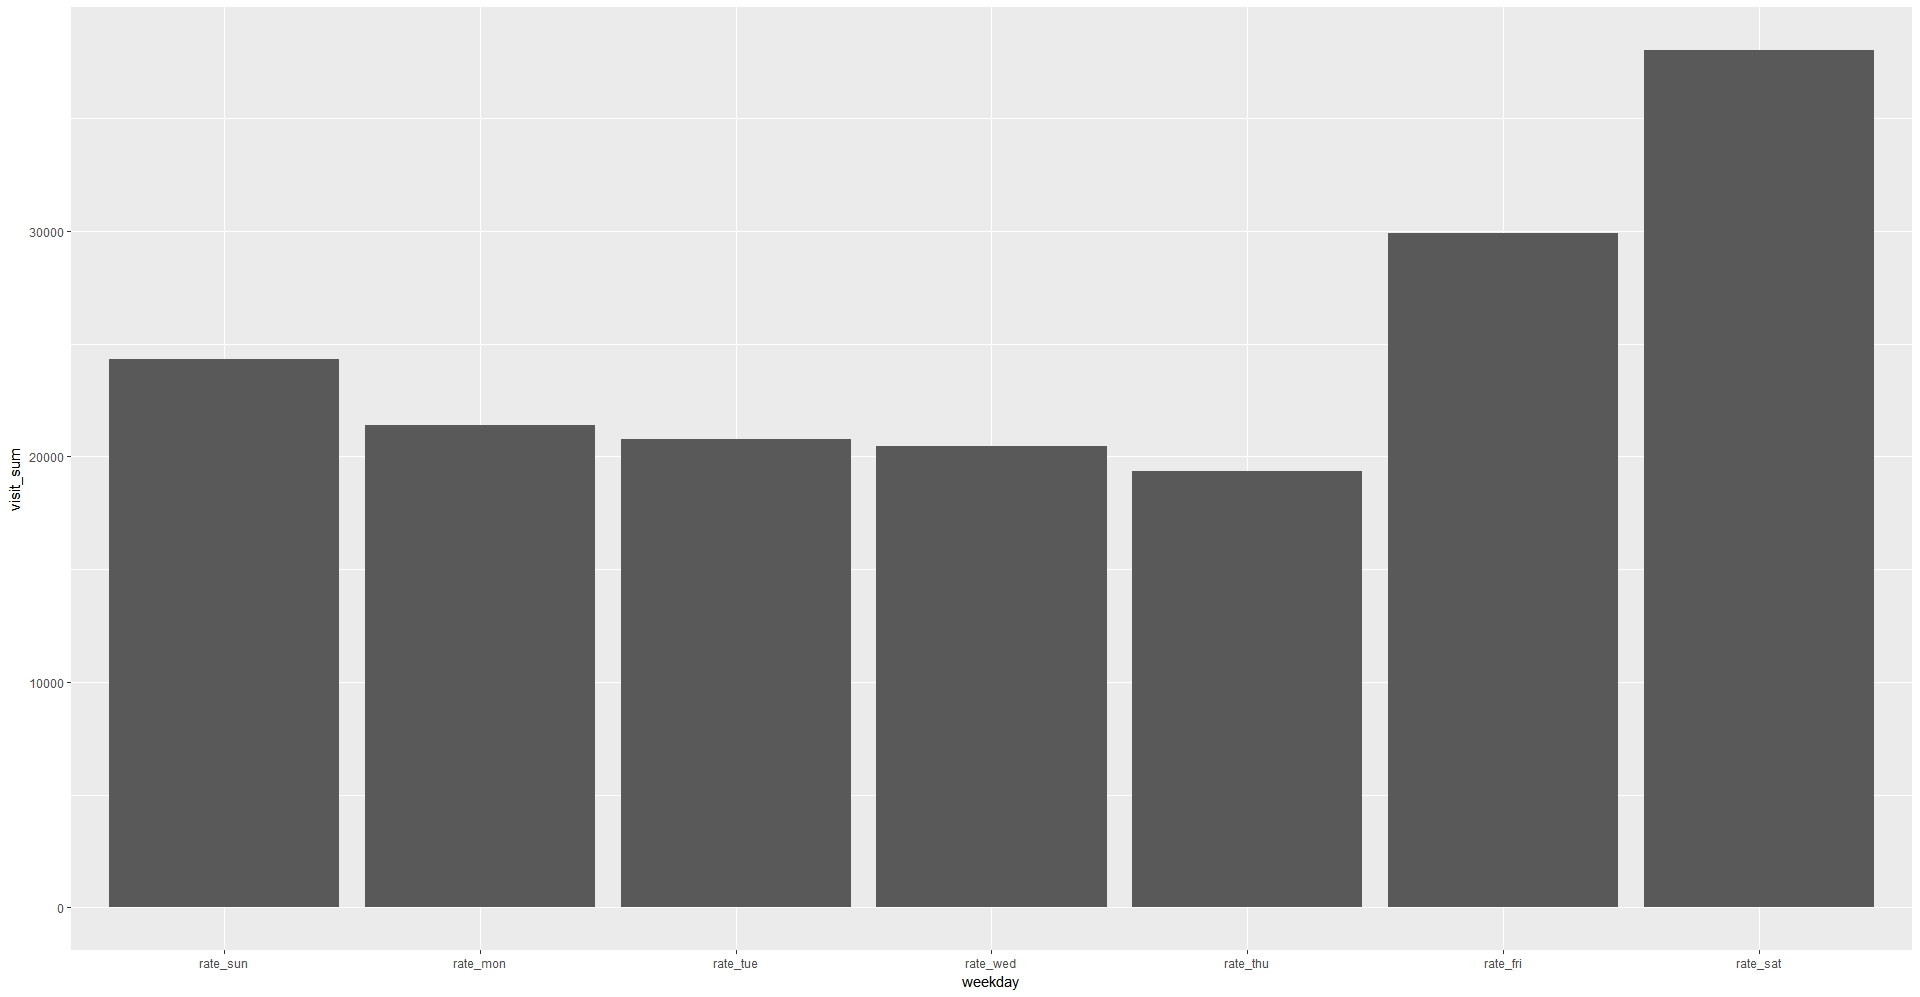 visit_sum
30000
20000
10000
0
rate_sun rate_mon rate_tue rate_wed rate_thu rate_fri rate_sat
weekday